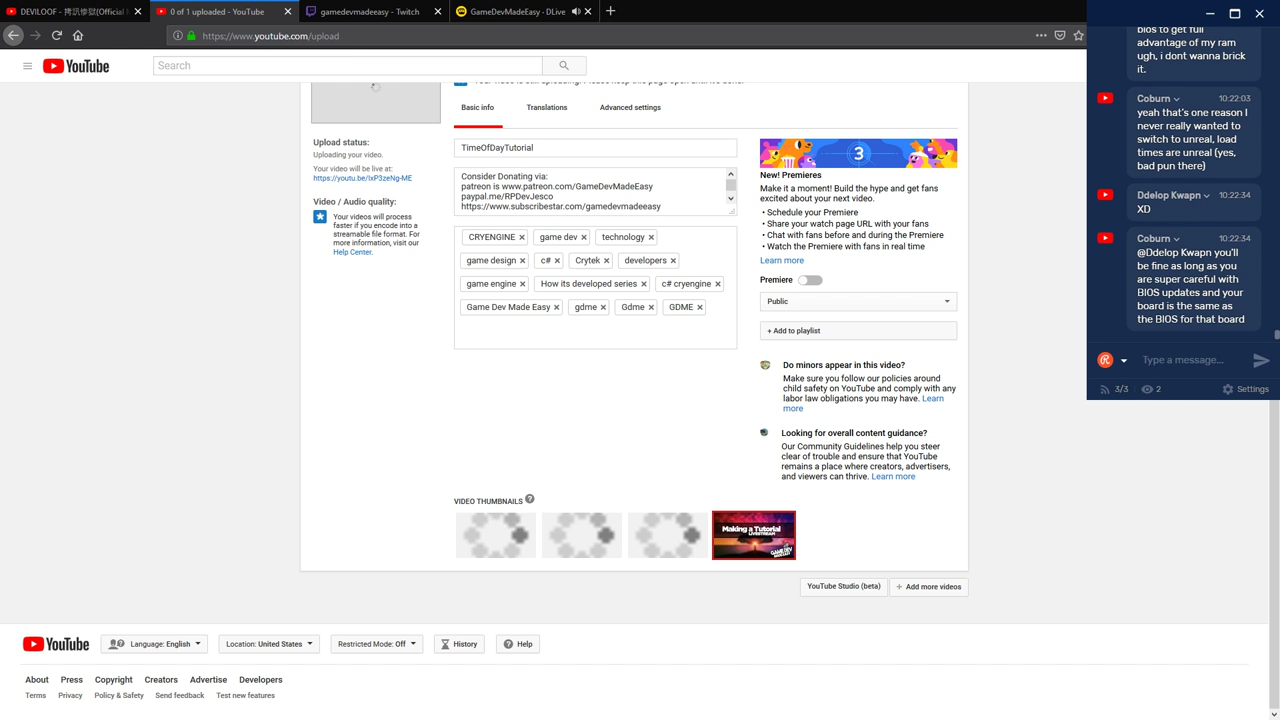 DEVILOOF - 拷訊惨獄(Official M
0 of 1 uploaded - YouTube
gamedevmadeeasy - Twitch
GameDevMadeEasy · DLive
https://www.youtube.com/upload
YouTube
Search
Basic info
Translations
Advanced settings
Upload status:
Uploading your video.
Your video will be live at:
https://youtu.be/IxP3zeNg-ME
Video / Audio quality:
Your videos will process
faster if you encode into a
streamable file format. For
more information, visit our
Help Center.
TimeOfDayTutorial
Consider Donating via:
patreon is www.patreon.com/GameDevMadeEasy
paypal.me/RPDevJesco
https://www.subscribestar.com/gamedevmadeeasy
CRYENGINE
game dev
technology
game design
c#
Crytek
developers
game engine
How its developed series
c# cryengine
Game Dev Made Easy
gdme
Gdme
GDME
3
New! Premieres
Make it a moment! Build the hype and get fans
excited about your next video.
• Schedule your Premiere
• Share your watch page URL with your fans
• Chat with fans before and during the Premiere
• Watch the Premiere with fans in real time
Learn more
Premiere
Public
+ Add to playlist
Do minors appear in this video?
Make sure you follow our policies around
child safety on YouTube and comply with any
labor law obligations you may have. Learn
more
Looking for overall content guidance?
Our Community Guidelines help you steer
clear of trouble and ensure that YouTube
remains a place where creators, advertisers,
and viewers can thrive. Learn more
VIDEO THUMBNAILS
Making a Tutorial
LIVESTREAM
GAME DEV
YouTube Studio (beta)
+ Add more videos
YouTube
Language: English
Location: United States
Restricted Mode: Off
History
Help
About
Press
Copyright
Creators
Advertise
Developers
Terms
Privacy
Policy & Safety
Send feedback
Test new features
bios to get full
advantage of my ram
ugh, i dont wanna brick
it.
Coburn
10:22:03
yeah that's one reason I
never really wanted to
switch to unreal, load
times are unreal (yes,
bad pun there)
Ddelop Kwapn
10:22:34
XD
Coburn
10:22:34
@Ddelop Kwapn you'll
be fine as long as you
are super careful with
BIOS updates and your
board is the same as
the BIOS for that board
Type a message...
3/3
2
Settings